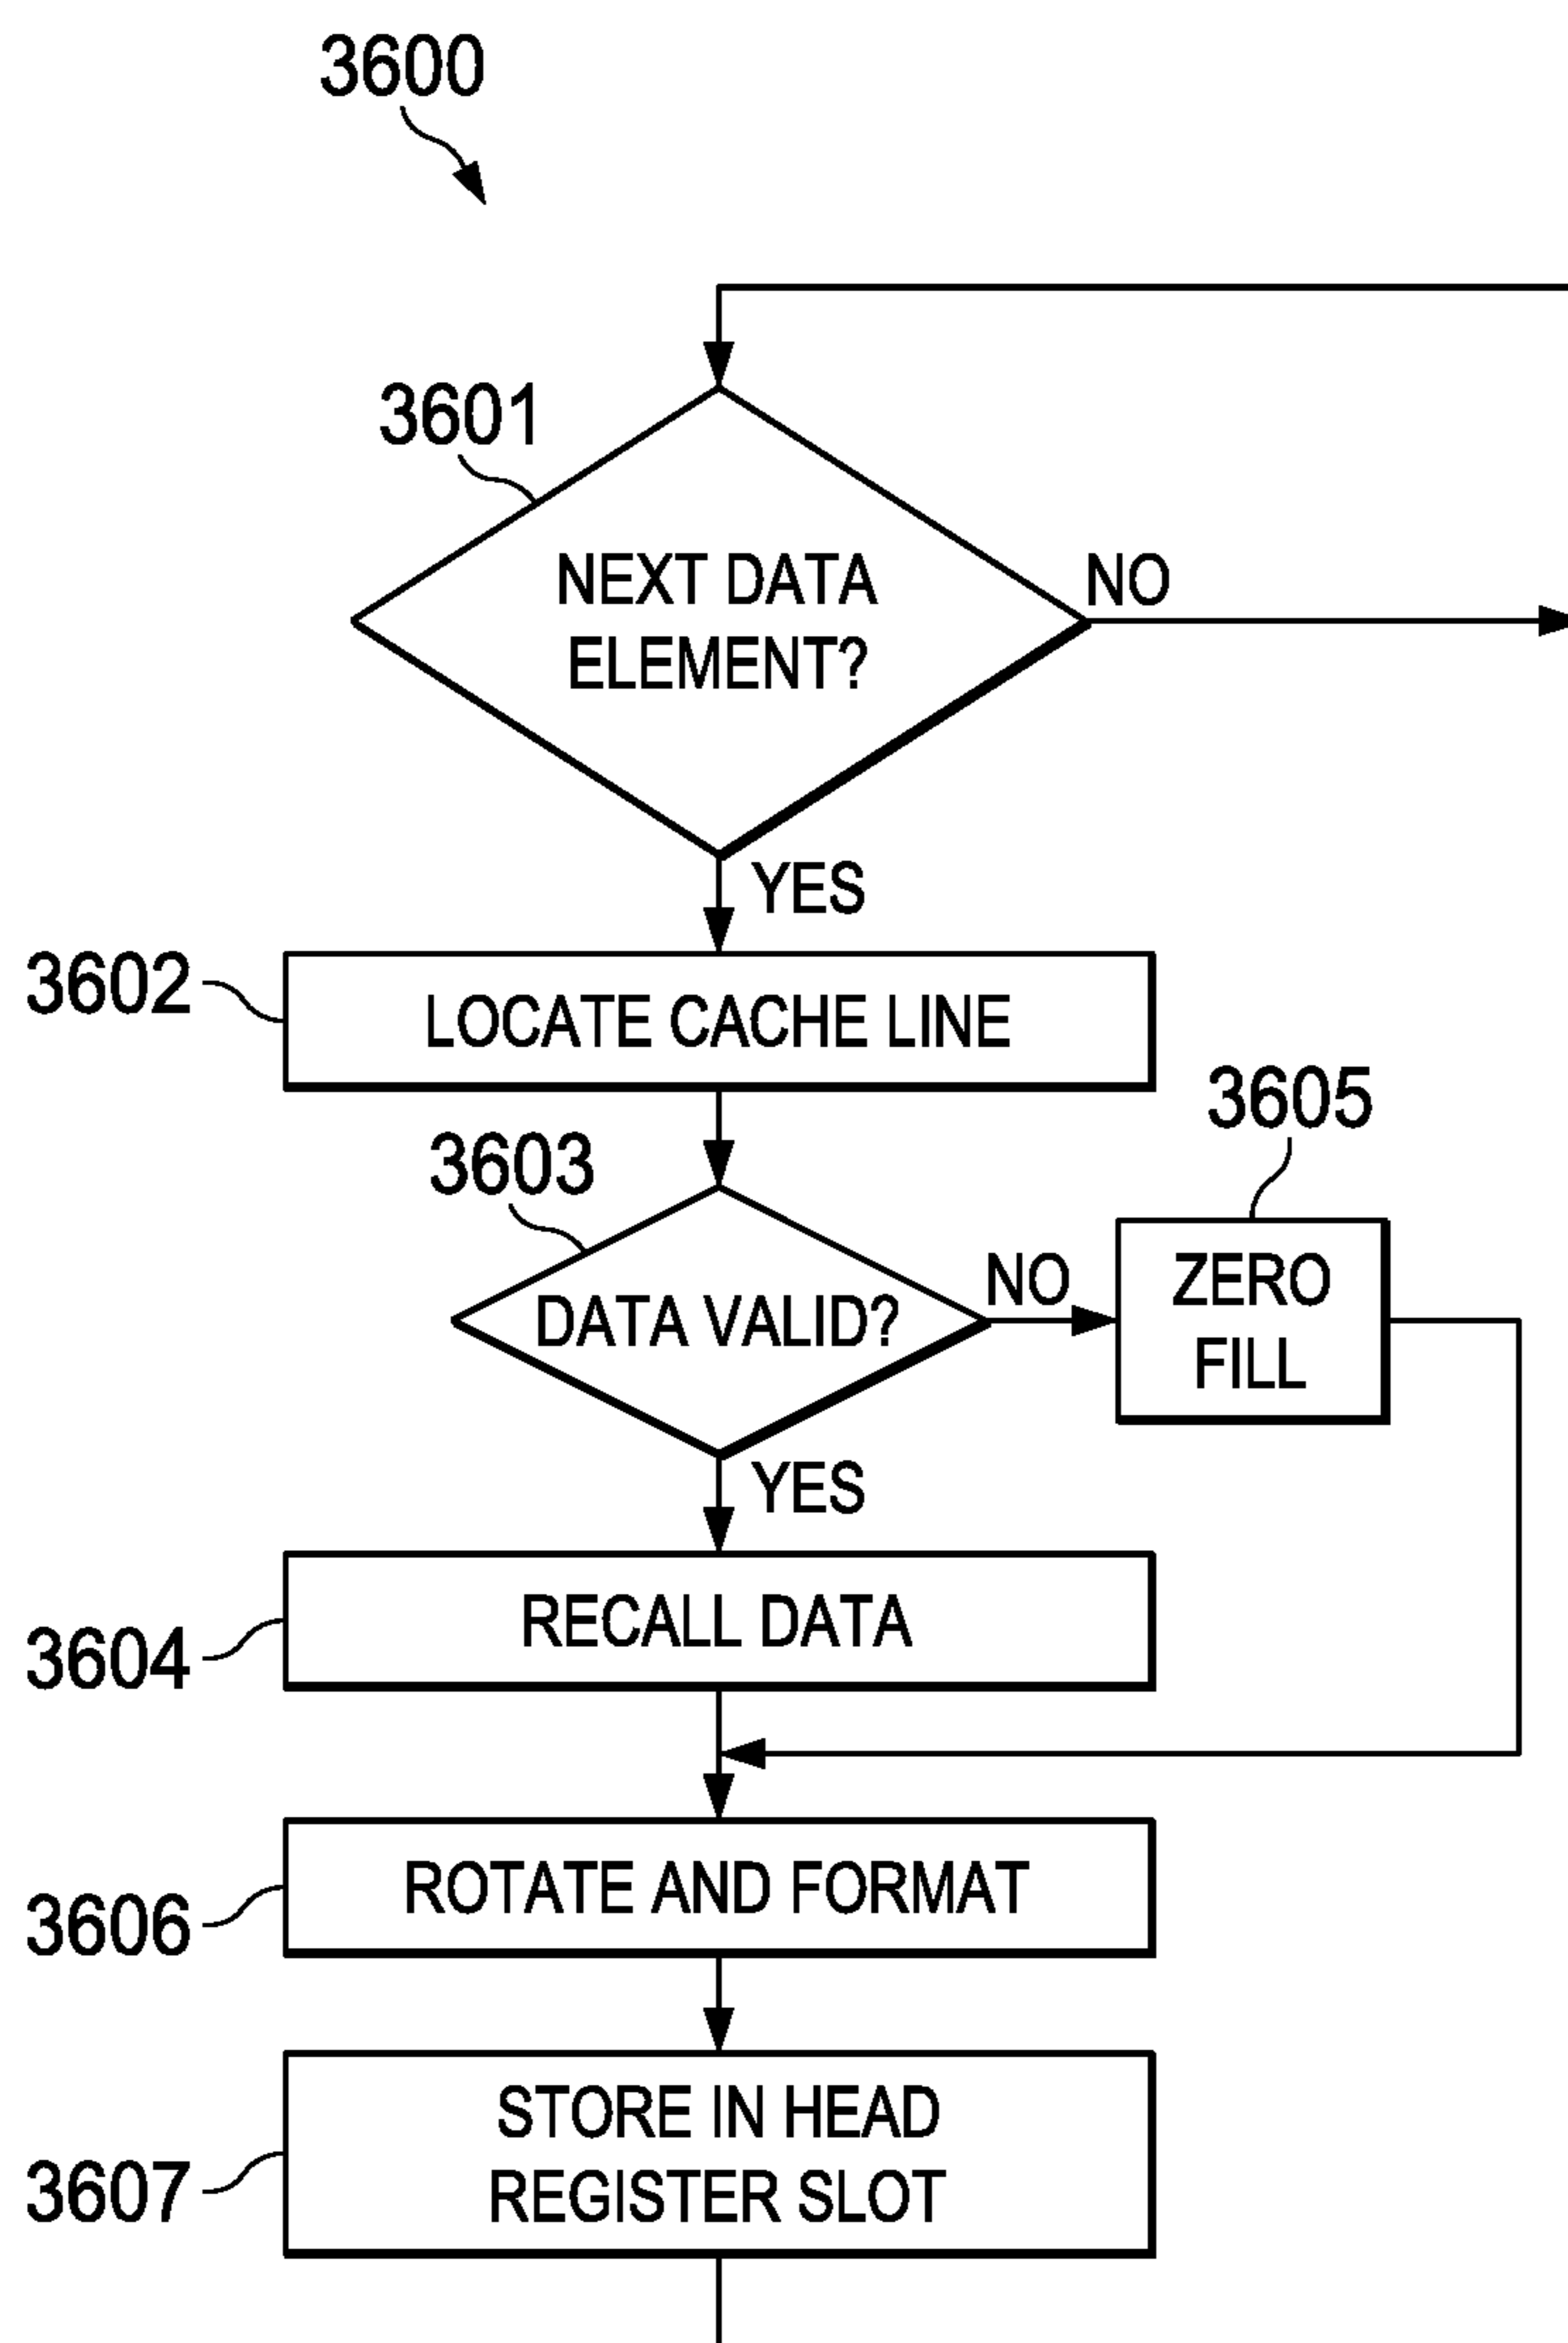 3600
3601
NEXT DATA
ELEMENT?
NO
YES
3602
LOCATE CACHE LINE
3603
DATA VALID?
NO
3605
ZERO
FILL
YES
3604
RECALL DATA
3606
ROTATE AND FORMAT
3607
STORE IN HEAD
REGISTER SLOT